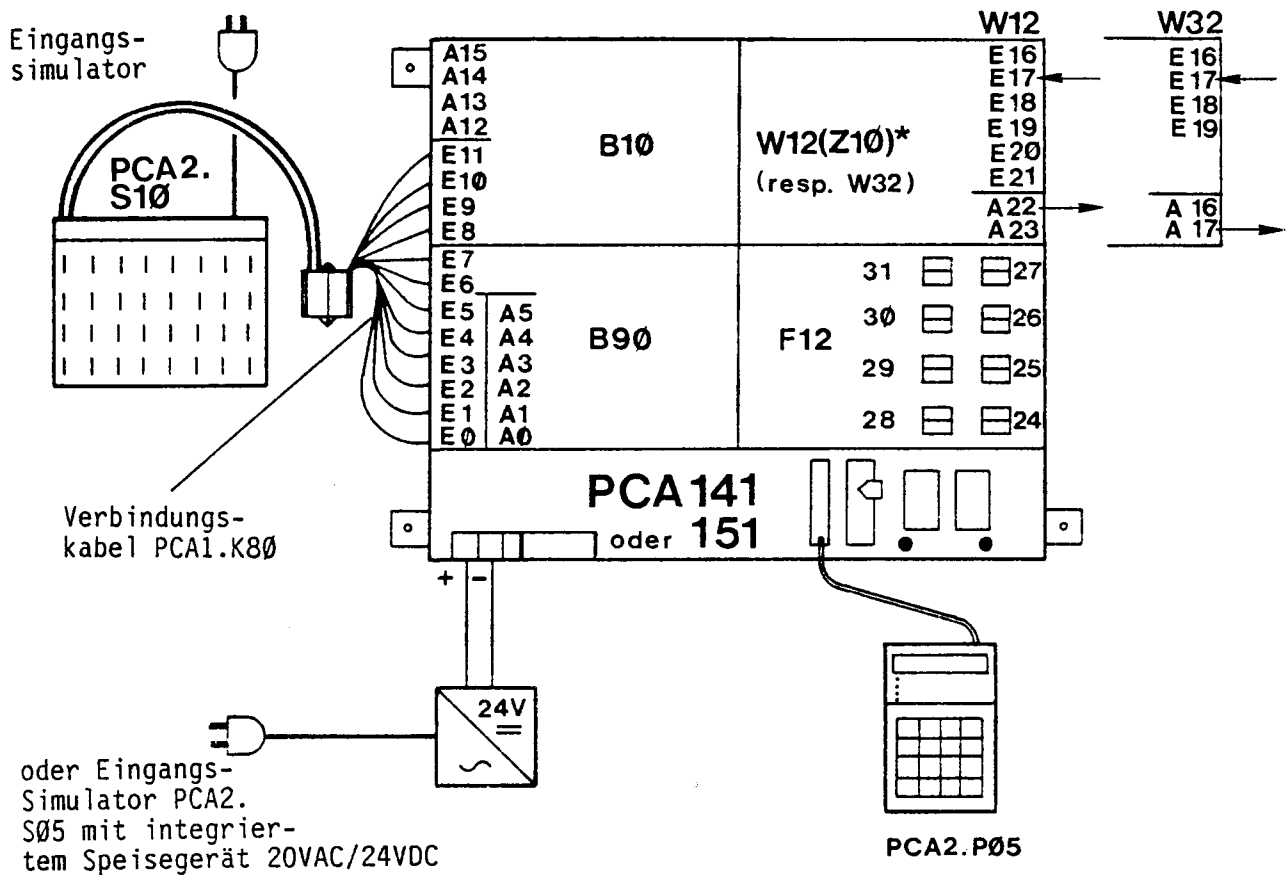 Eingangs-
simulator
PCA2.
S1Ø
Verbindungs-
kabel PCA1.K8Ø
A15
A14
A13
A12
E11
E1Ø
E9
E8
E7
E6
E5
E4
E3
E2
E1
EØ
A5
A4
A3
A2
A1
AØ
B1Ø
B9Ø
W12(Z1Ø)*
(resp. W32)
F12
W12
E16
E17
E18
E19
E2Ø
E21
A22
A23
W32
E16
E17
E18
E19
A 16
A 17
31
27
3Ø
26
29
25
28
24
PCA 141
oder 151
+ -
24V
oder Eingangs-
Simulator PCA2.
SØ5 mit integrier-
tem Speisegerät 20VAC/24VDC
PCA2.PØ5